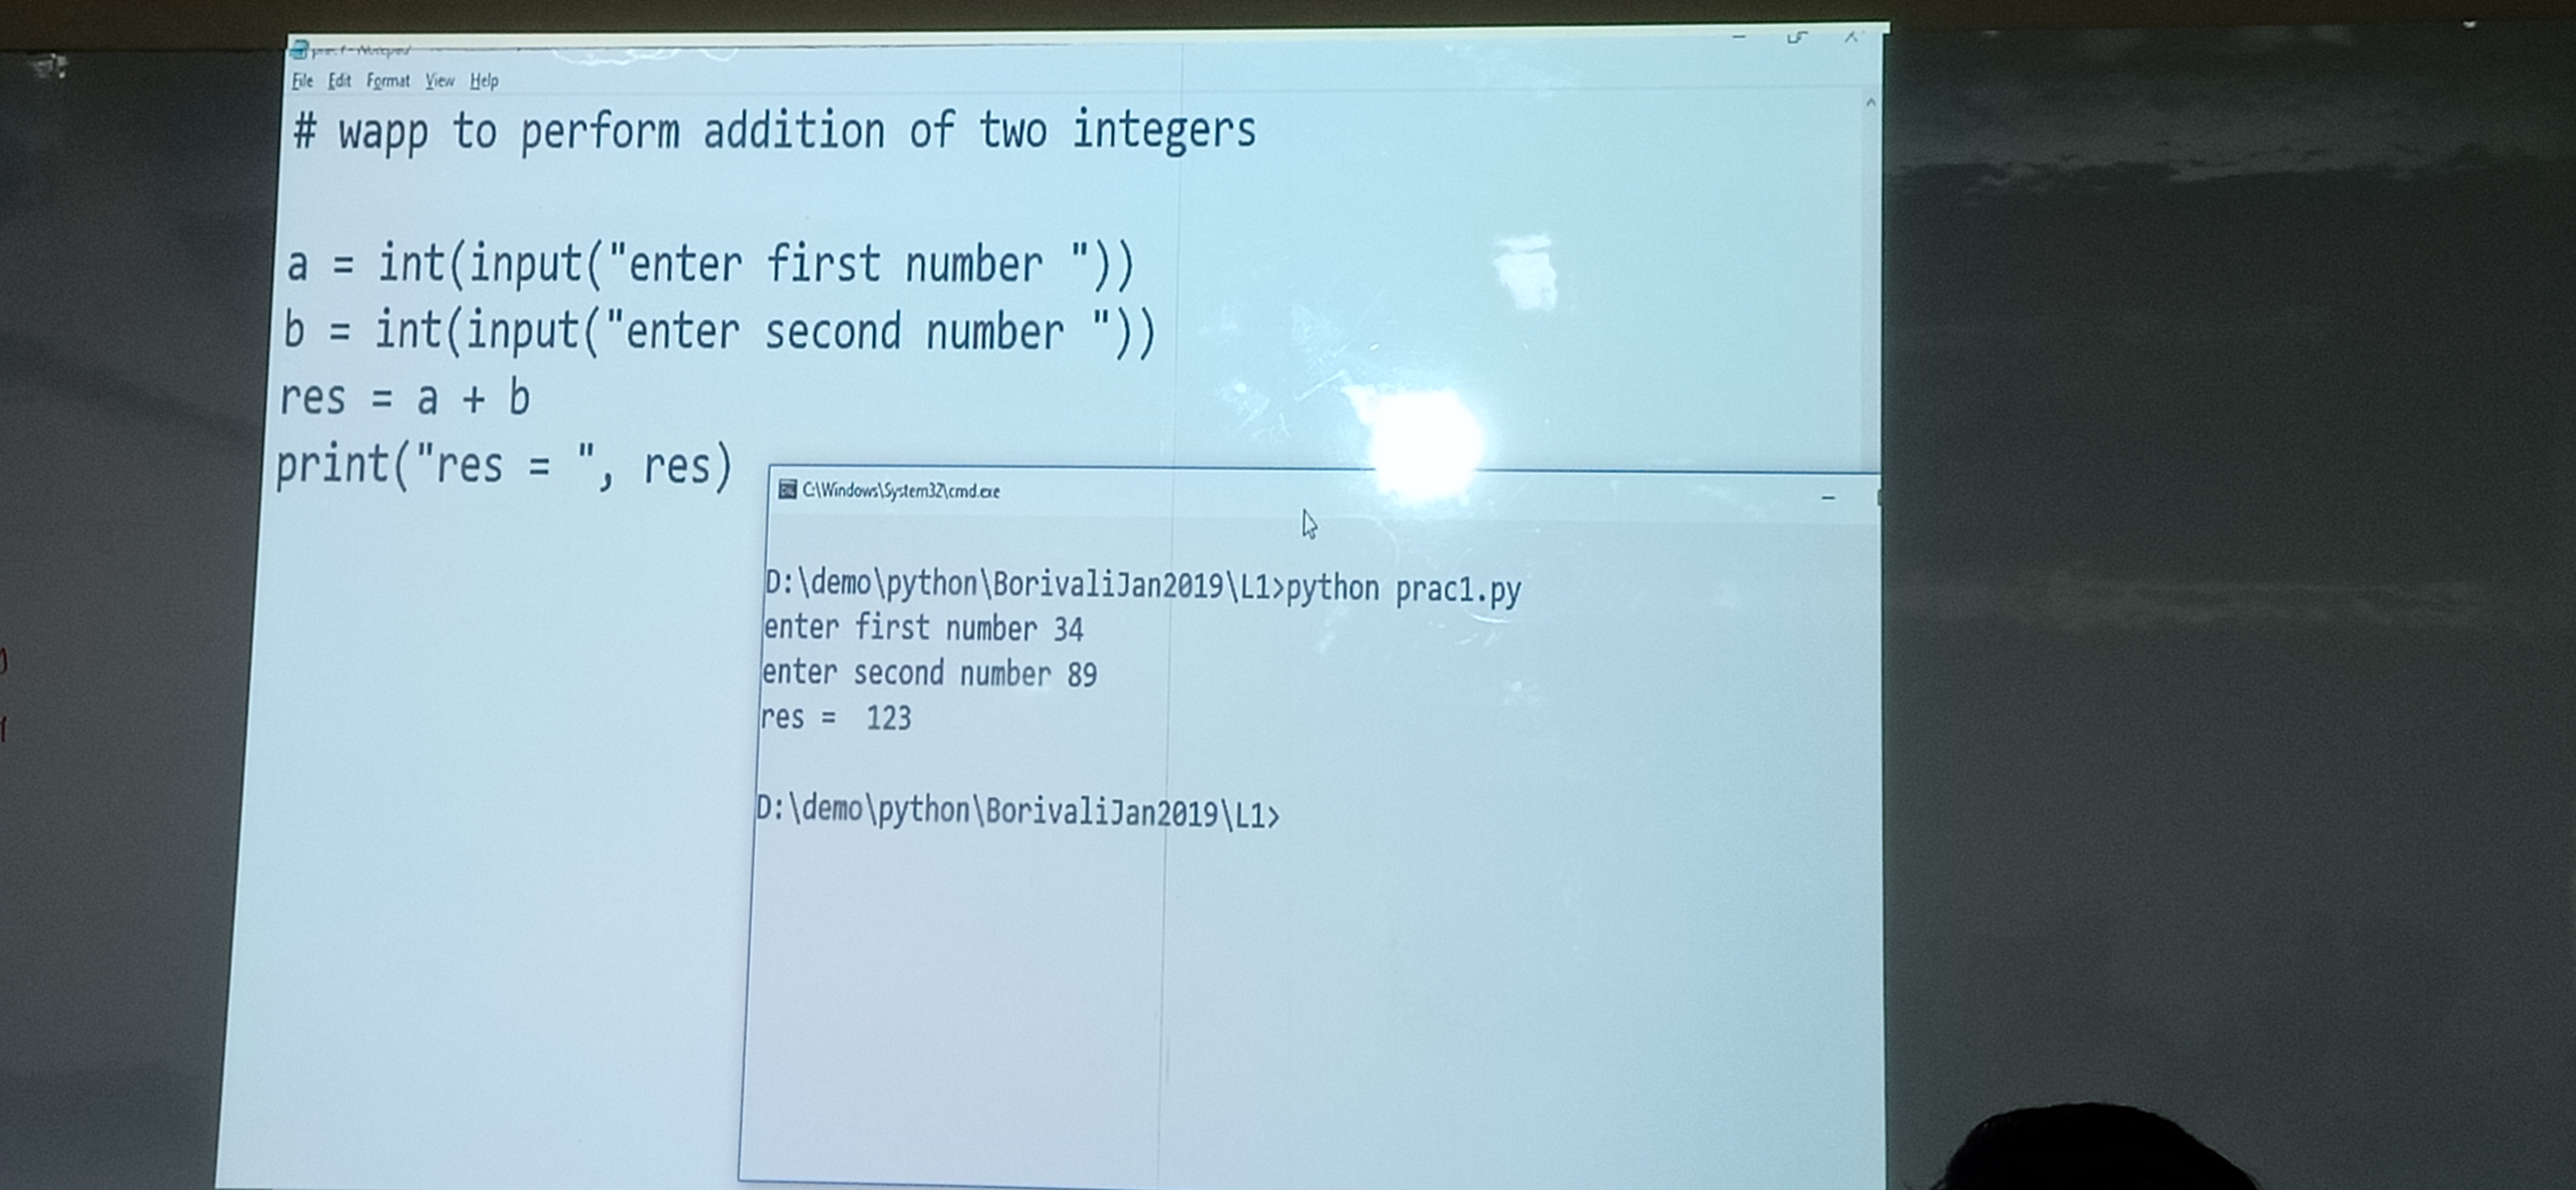 File Edit Format View Help
# wapp to perform addition of two integers
a = int(input("enter first number "))
b = int(input("enter second number "))
res = a + b
print("res = ", res)
C:\Windows\System32\cmd.exe
D:\demo\python\BorivaliJan2019\L1>python prac1.py
enter first number 34
enter second number 89
res =  123
D:\demo\python\BorivaliJan2019\L1>